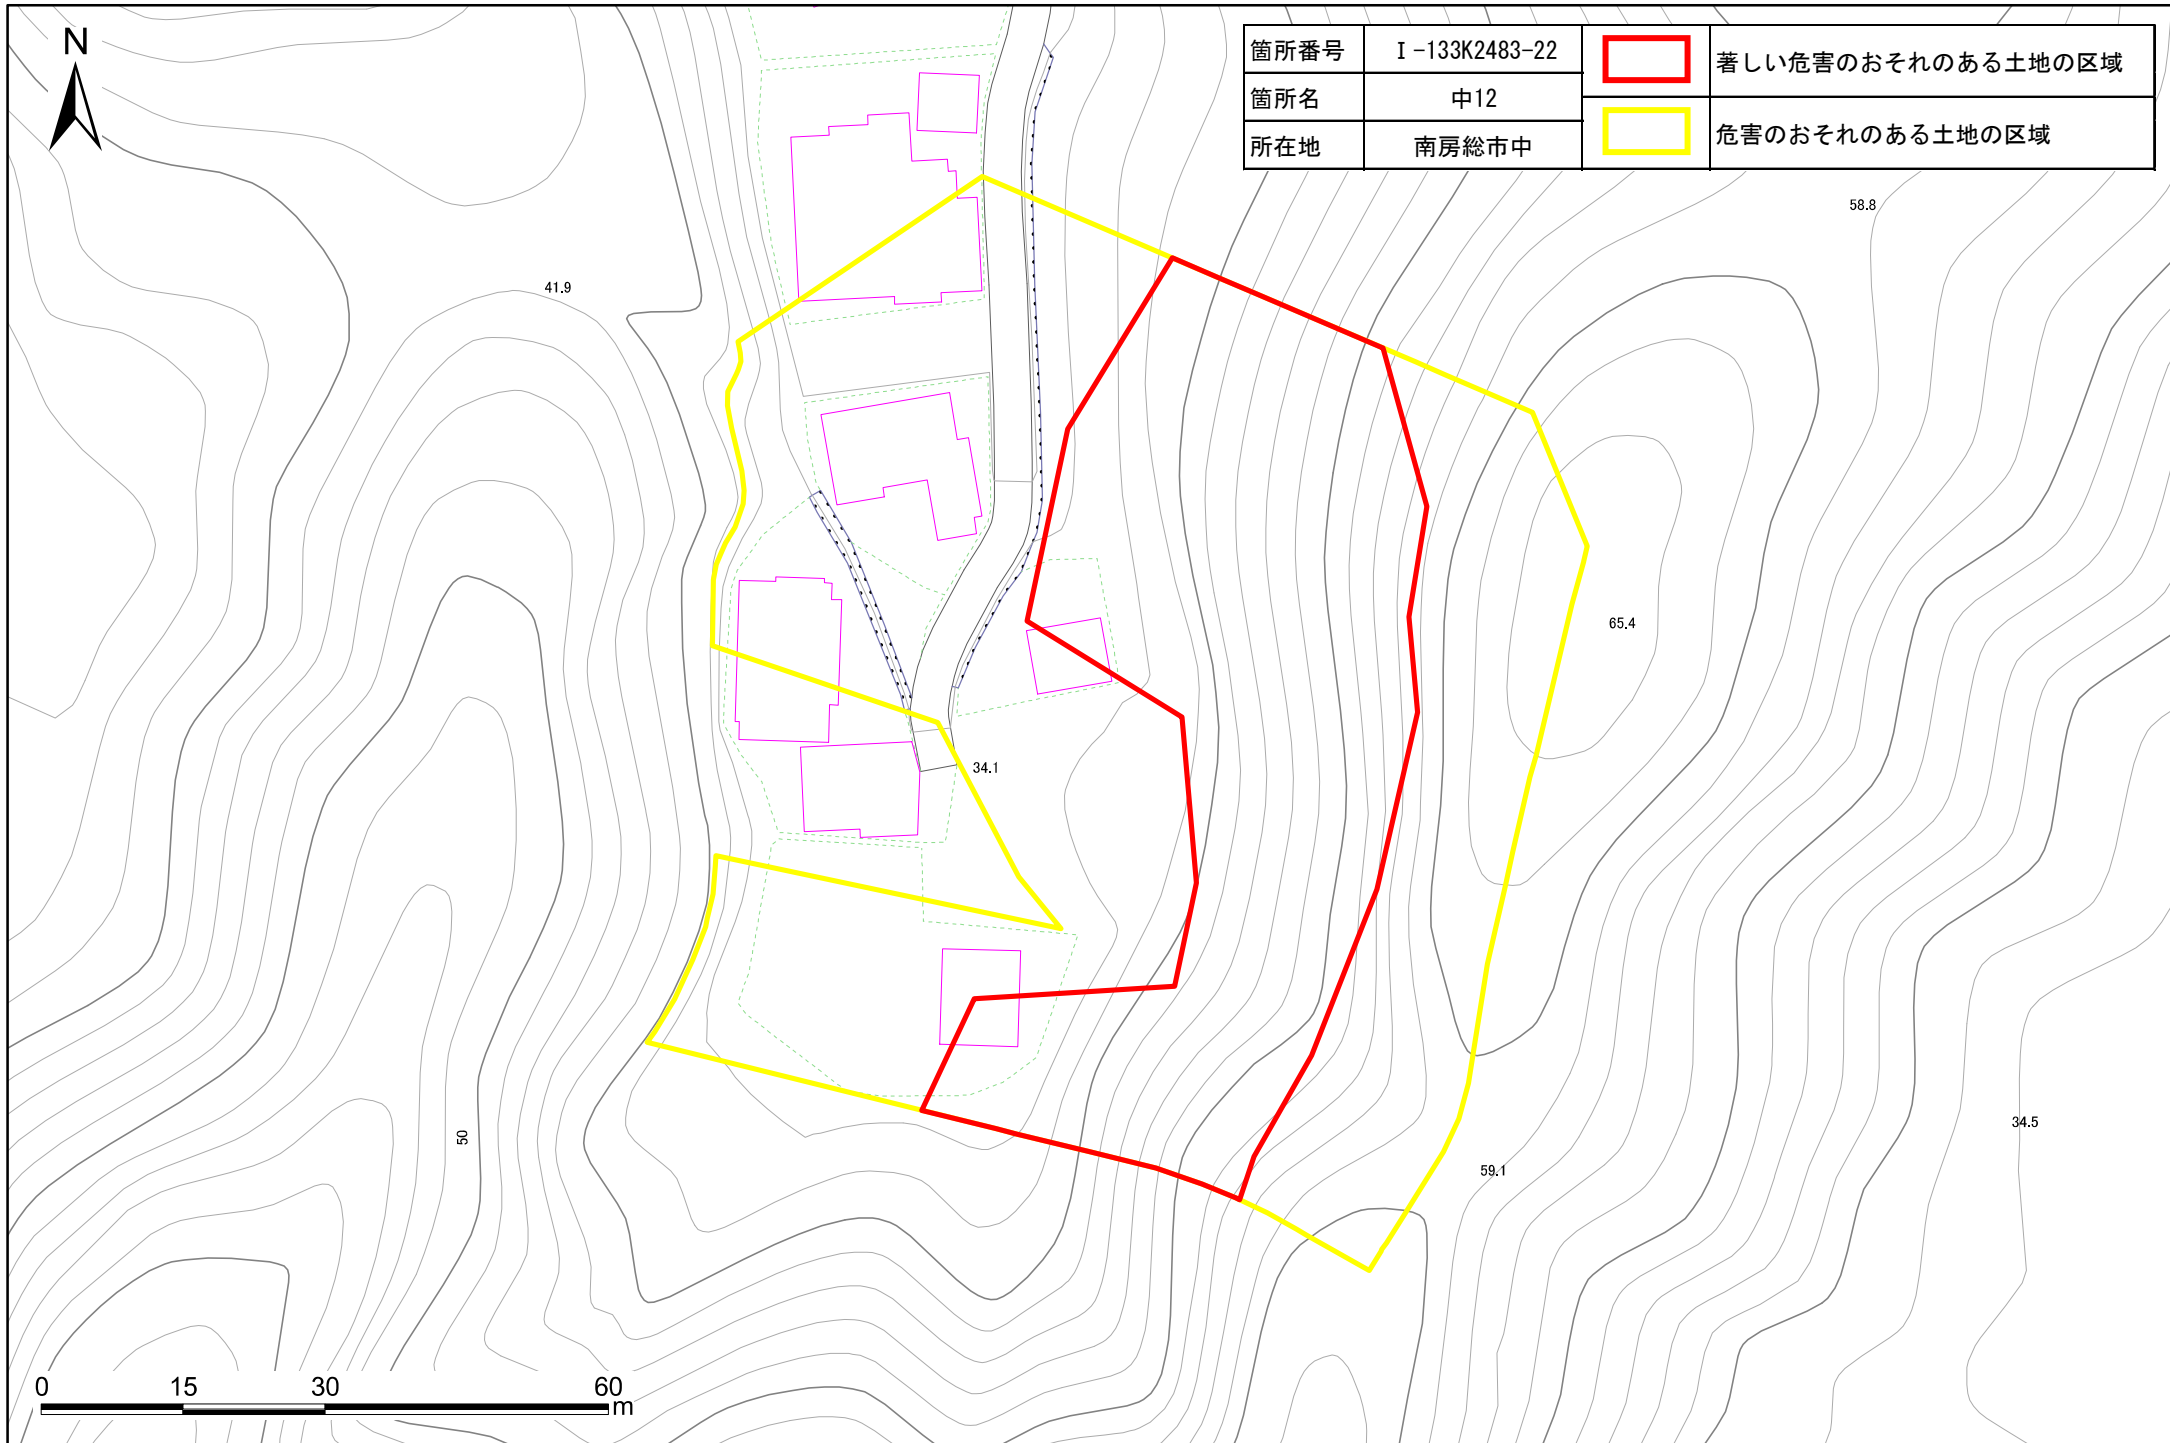 N
箇所番号 Ⅰ-133K2483-22
箇所名 中12
所在地 南房総市中
著しい危害のおそれのある土地の区域
危害のおそれのある土地の区域
58.8
41.9
65.4
34.1
34.5
50
59.1
0 15 30 60
m